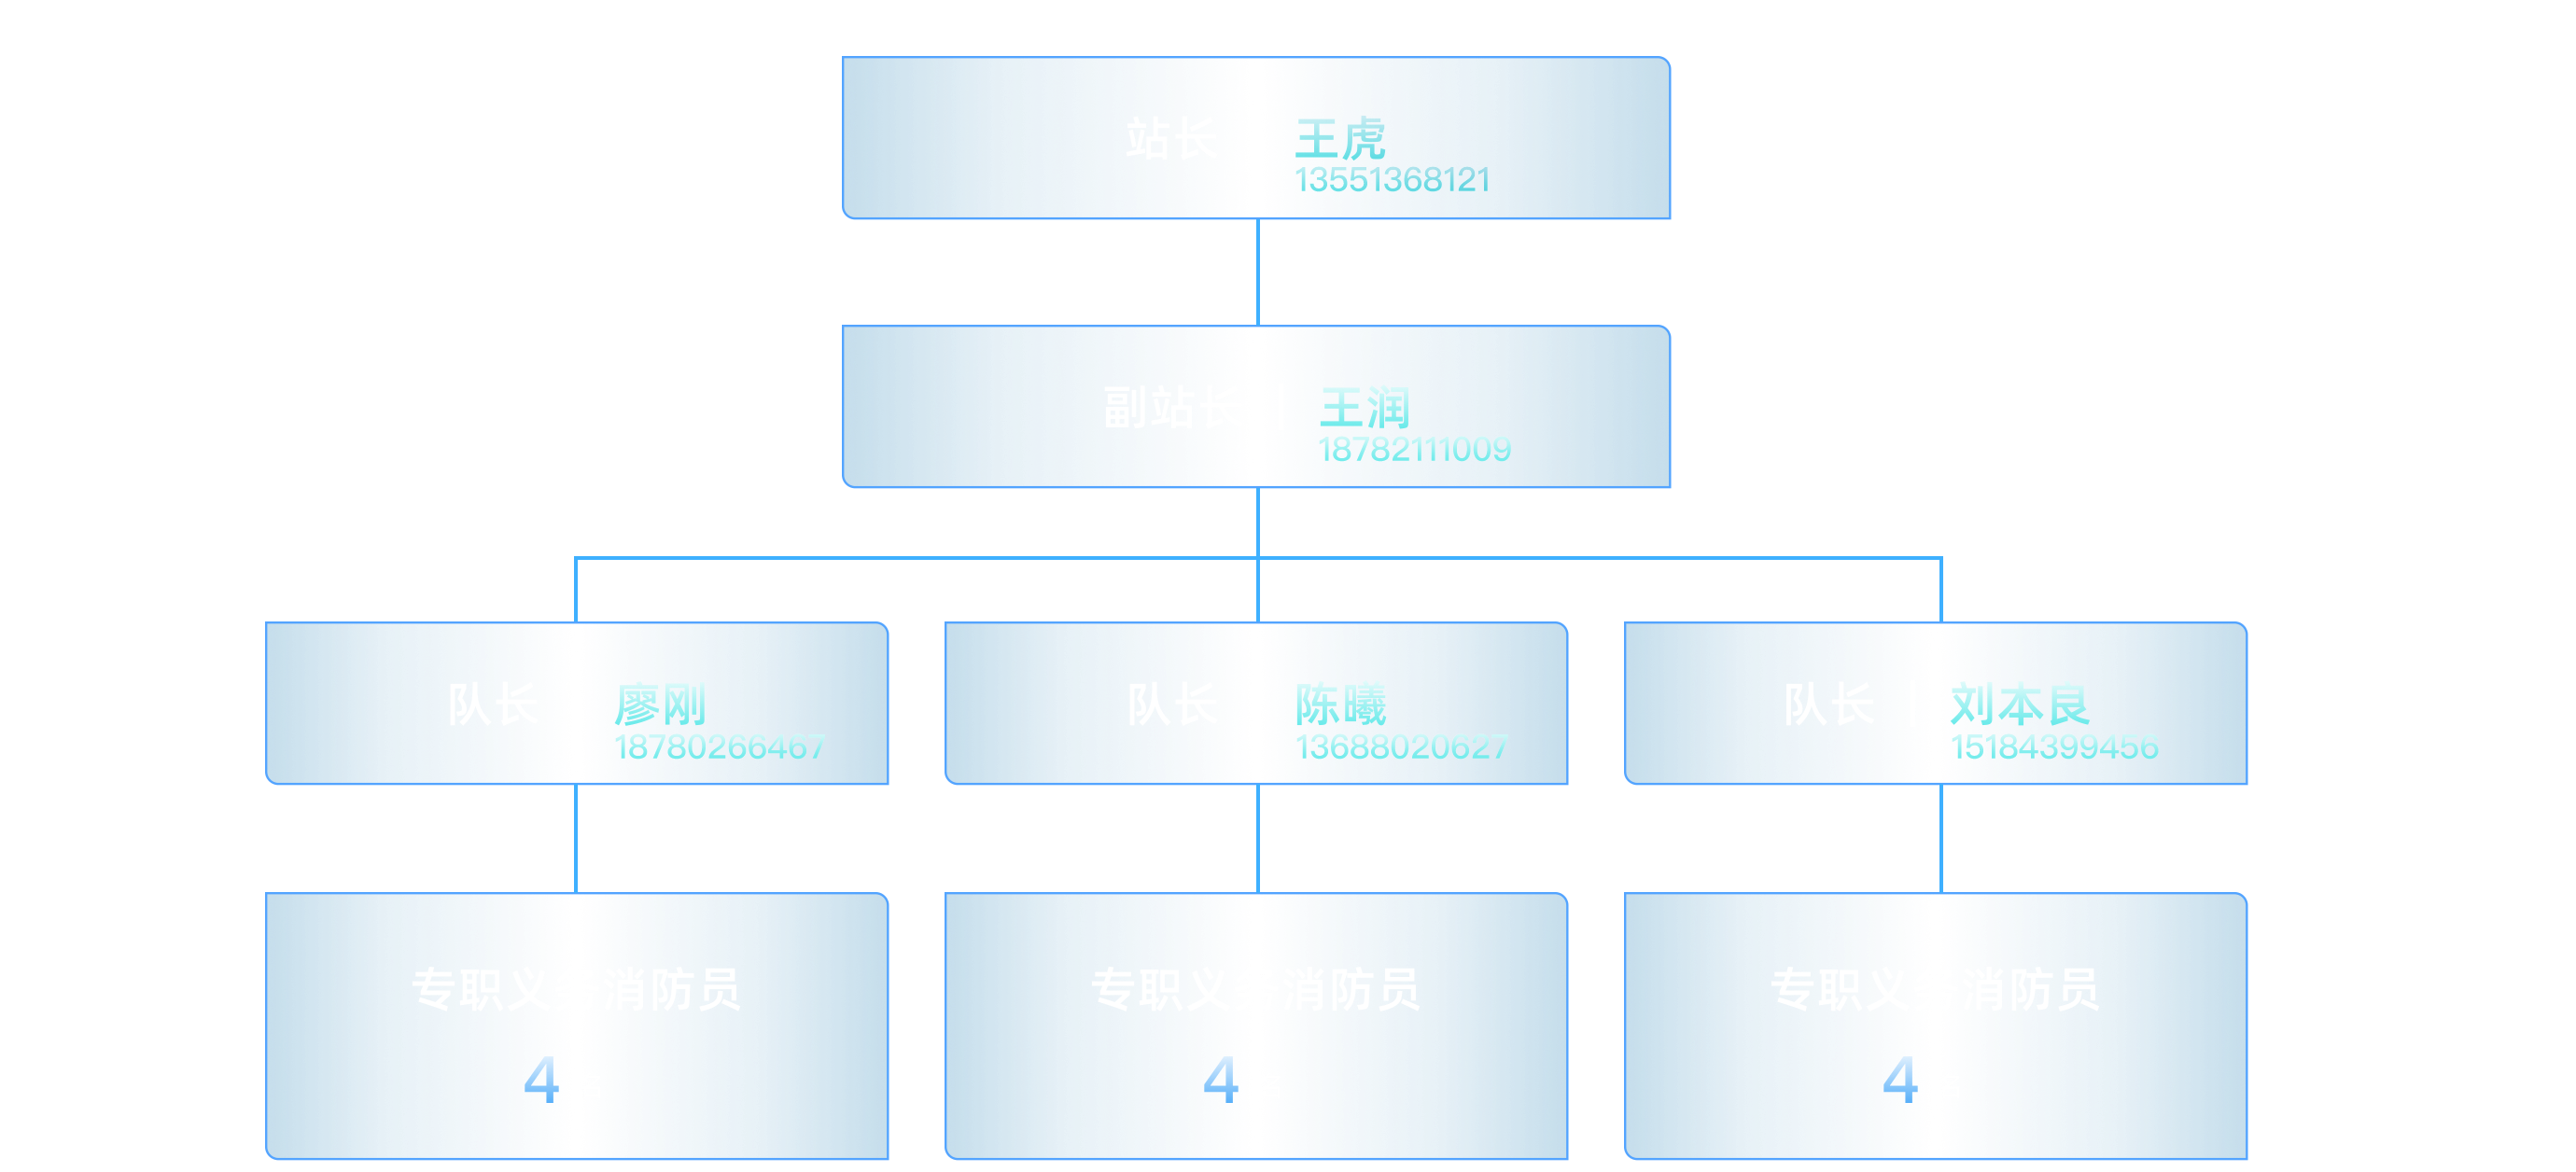 站长 王虎
13551368121
副站长 王润
18782111009
队长 廖刚
18780266467
队长 陈曦
13688020627
队长 刘本良
15184399456
专职义务消防员
4
专职义务消防员
4
专职义务消防员
4